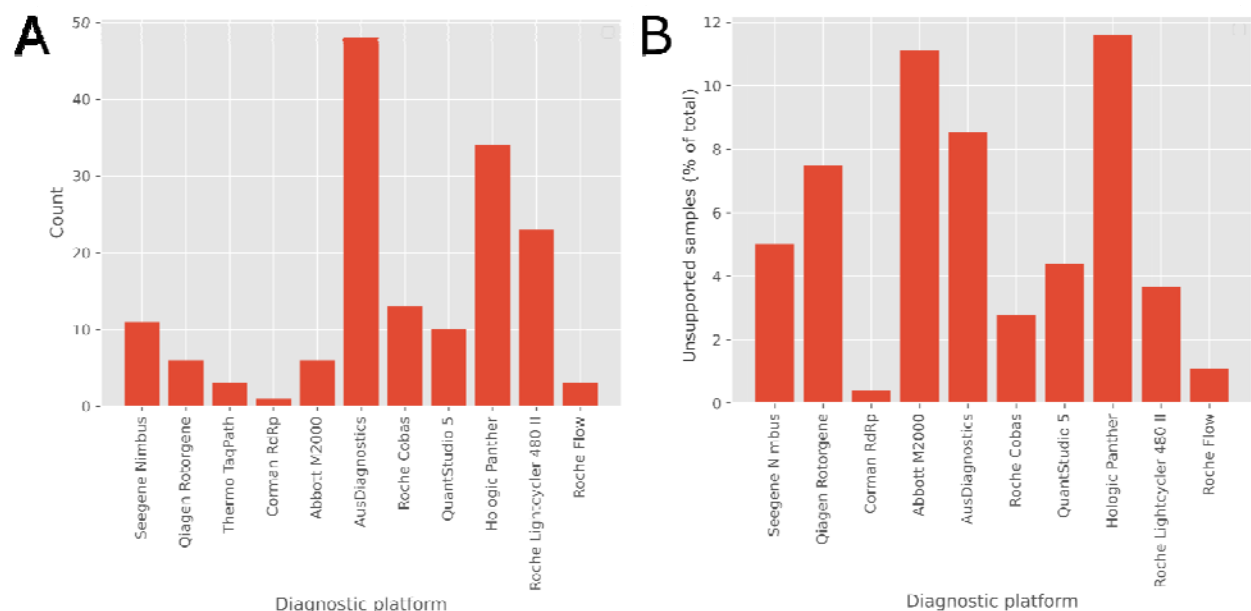 A
50
40
30
20
10
0
Count
Seegene Nimbus
Qiagen Rotorgene
Thermo TaqPath
Corman RdRp
Abbott M2000
AusDiagnostics
Roche Cobas
QuantStudio 5
Hologic Panther
Roche Lightcycler 480 II
Roche Flow
Diagnostic platform
B
12
10
8
6
4
2
0
Unsupported samples (% of total)
Seegene Nimbus
Qiagen Rotorgene
Corman RdRp
Abbott M2000
AusDiagnostics
Roche Cobas
QuantStudio 5
Hologic Panther
Roche Lightcycler 480 II
Roche Flow
Diagnostic platform